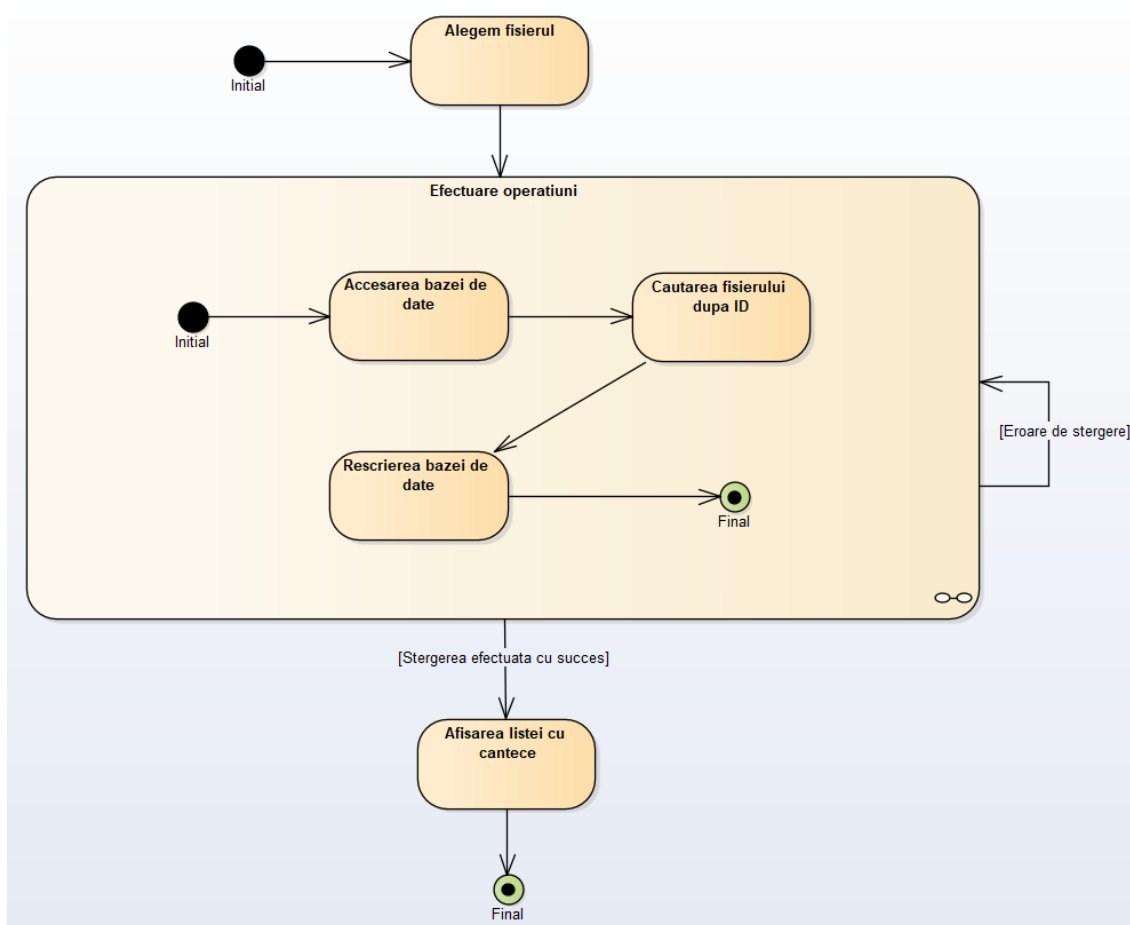 Alegem fisierul
Initial
Efectuare operatiuni
Accesarea bazei de
date
Cautarea fisierului
dupa ID
Initial
[Eroare de stergere]
Rescrierea bazei de
date
Final
[Stergerea efectuata cu succes]
Afisarea listei cu
cantece
Final